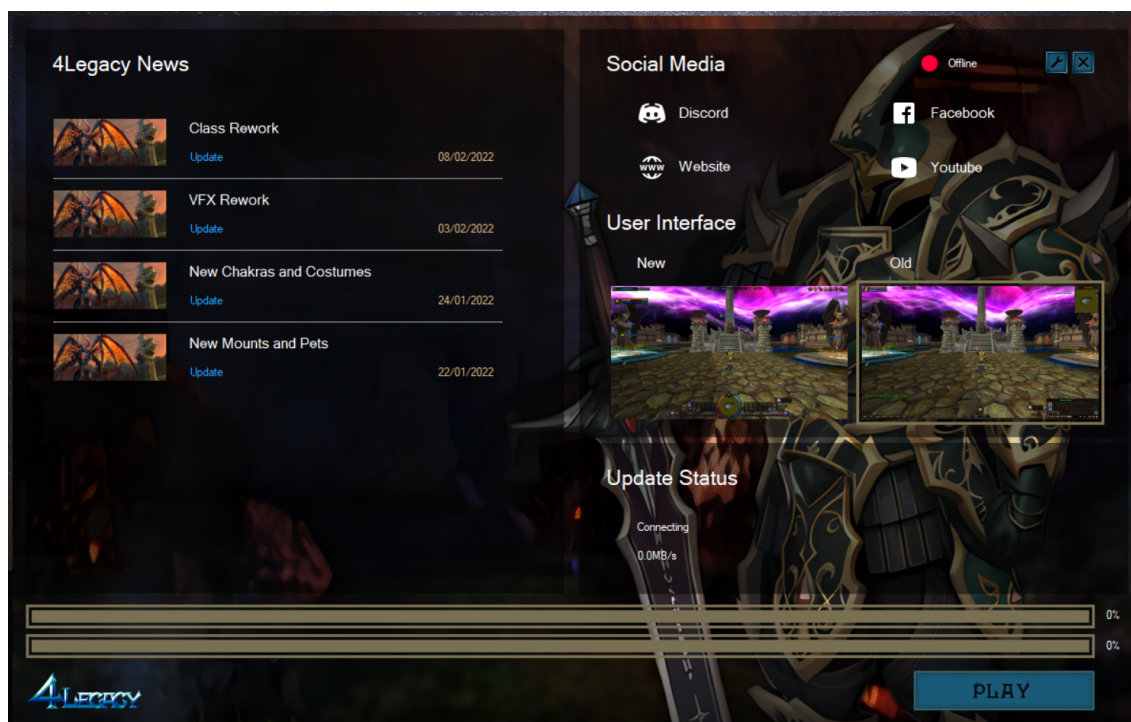 4Legacy News
Class Rework
Update 08/02/2022
VFX Rework
Update 03/02/2022
New Chakras and Costumes
Update 24/01/2022
New Mounts and Pets
Update 22/01/2022
Social Media
Offline
Discord
Facebook
www Website
Youtube
User Interface
New
Old
Update Status
Connecting
0.0MB/s
0%
0%
4Legacy
PLAY